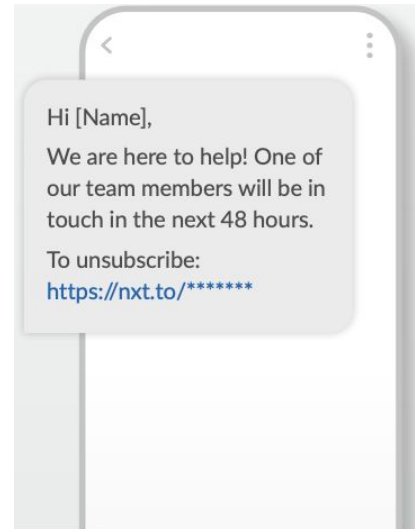 Hi [Name],
We are here to help! One of
our team members will be in
touch in the next 48 hours.
To unsubscribe:
https://nxt.to/*******